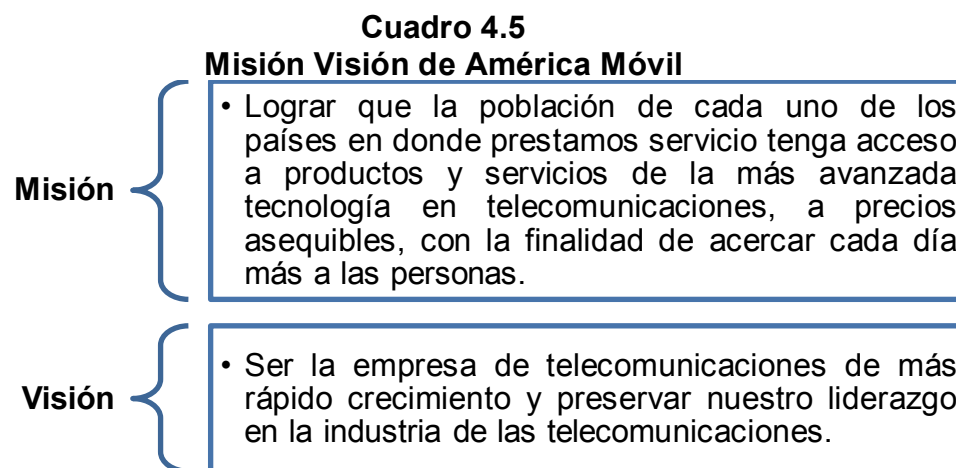 Cuadro 4.5
Misión Visión de América Móvil
Misión
• Lograr que la población de cada uno de los
países en donde prestamos servicio tenga acceso
a productos y servicios de la más avanzada
tecnología en telecomunicaciones, a precios
asequibles, con la finalidad de acercar cada día
más a las personas.
Visión
• Ser la empresa de telecomunicaciones de más
rápido crecimiento y preservar nuestro liderazgo
en la industria de las telecomunicaciones.